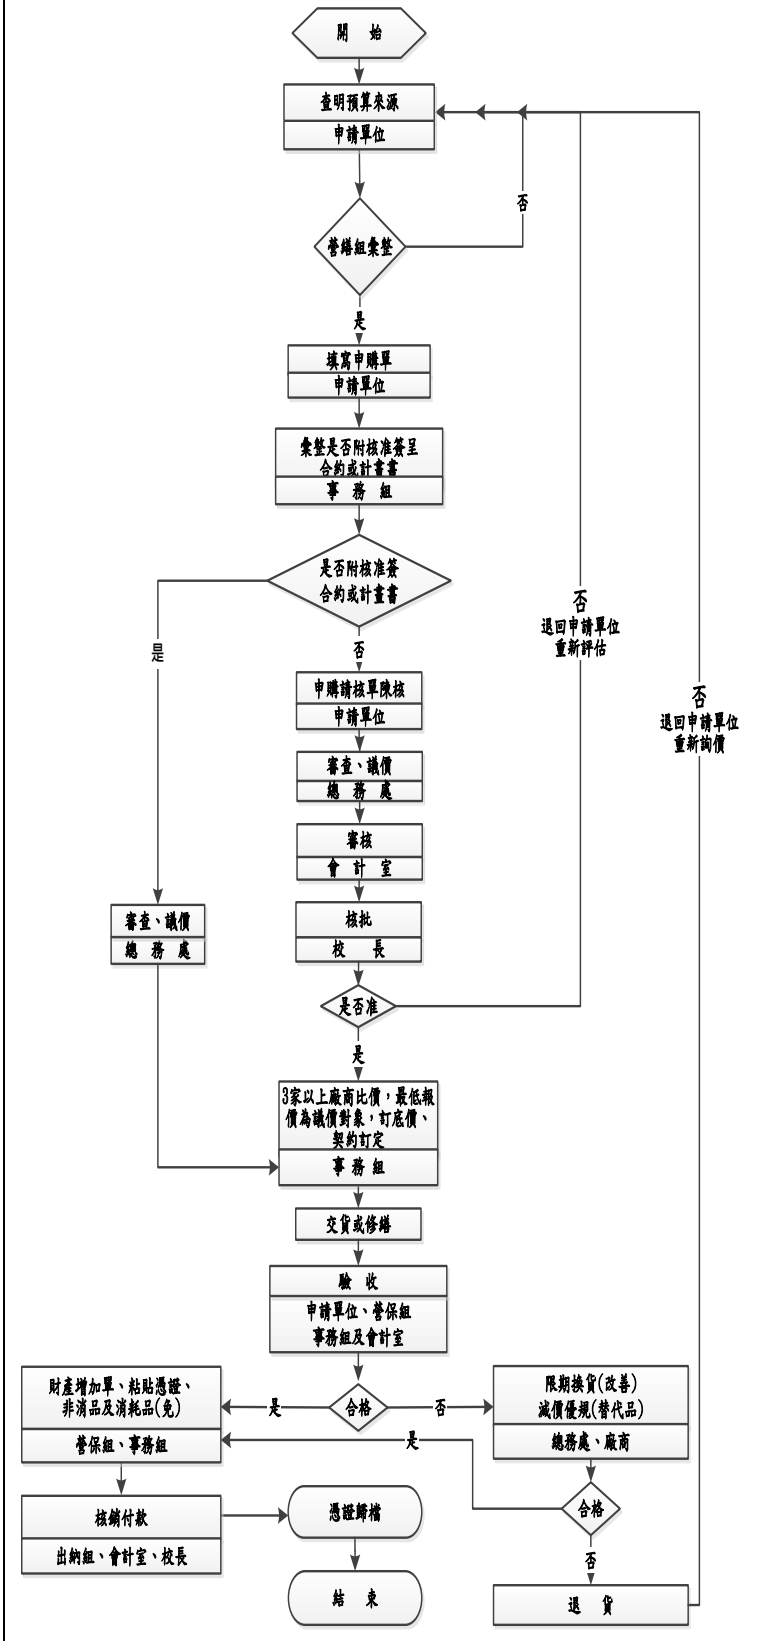 開 始
查明預算來源
申請單位
否
營繕組彙整
是
填寫申購單
申請單位
彙整是否附核准簽呈
合約或計畫書
事 務 組
是否附核准簽
合約或計畫書
是
否
否
退回申請單位
重新評估
申購請核單陳核
申請單位
否
退回申請單位
重新詢價
審查、議價
總 務 處
審核
會 計 室
核批
校 長
審查、議價
總 務 處
是否准
是
3家以上廠商比價，最低報
價為議價對象，訂底價、
契約訂定
事 務 組
交貨或修繕
驗 收
申請單位、營保組
事務組及會計室
財產增加單、粘貼憑證、
非消品及消耗品(免)
營保組、事務組
是
合格
否
限期換貨(改善)
減價優規(替代品)
總務處、廠商
是
核銷付款
出納組、會計室、校長
憑證歸檔
合格
否
結 束
退 貨